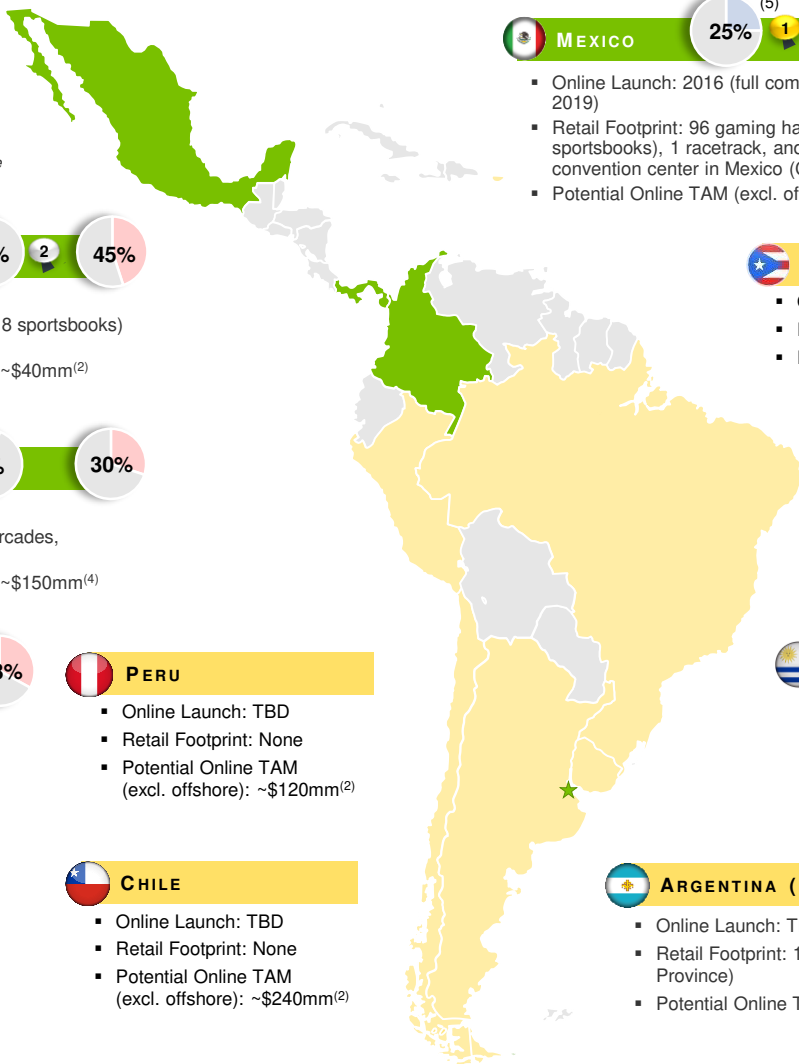 (5)
MEXICO
25%
1
▪ Online Launch: 2016 (full com
2019)
▪ Retail Footprint: 96 gaming ha
sportsbooks), 1 racetrack, and
convention center in Mexico (
▪ Potential Online TAM (excl. of
%
2
45%
8 sportsbooks)
~$40mm(2)
30%
rcades,
~$150mm(4)
%
PERU
▪ Online Launch: TBD
▪ Retail Footprint: None
▪ Potential Online TAM
(excl. offshore): ~$120mm(2)
CHILE
▪ Online Launch: TBD
▪ Retail Footprint: None
▪ Potential Online TAM
(excl. offshore): ~$240mm(2)
ARGENTINA (
▪ Online Launch: T
▪ Retail Footprint: 1
Province)
▪ Potential Online T